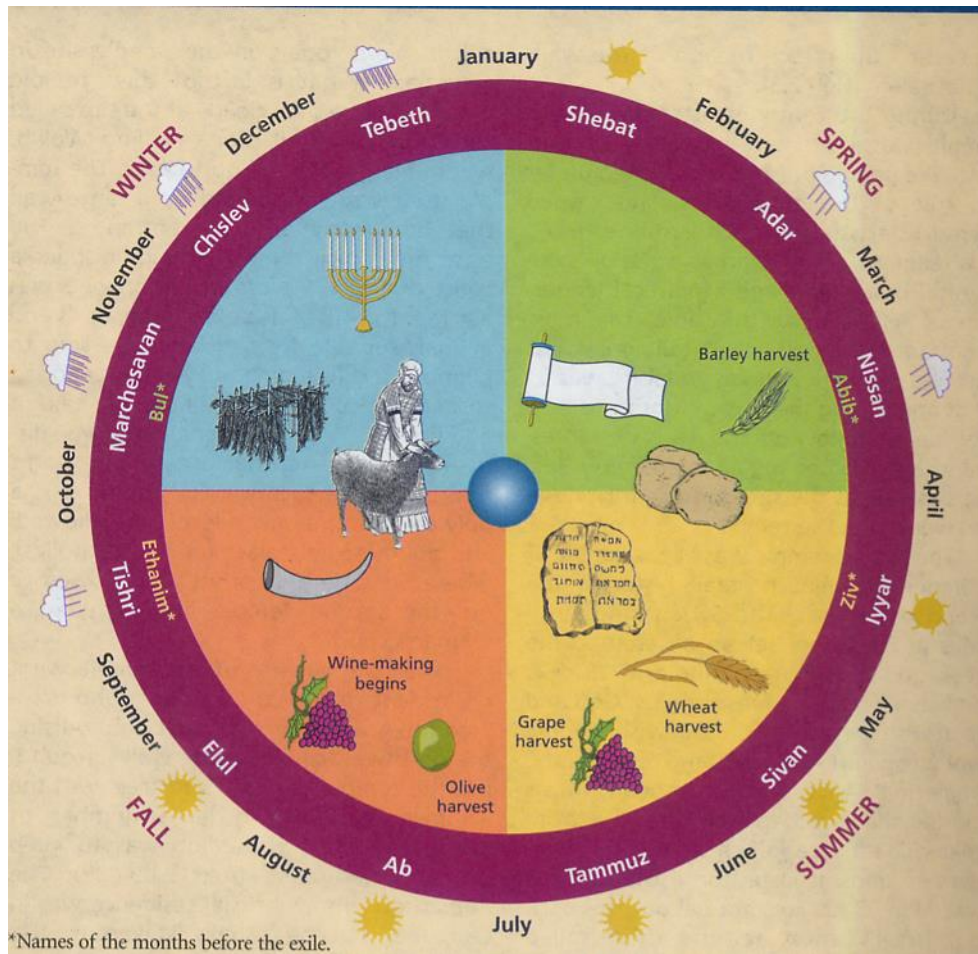 January
February
SPRING
March
April
May
SUMMER
June
July
August
FALL
September
October
November
WINTER
December
Tebeth
Shebat
Adar
Nissan
Abib*
Iyyar
Ziv*
Sivan
Tammuz
Ab
Elul
Tishri
Ethanim*
Marchesavan
Bul*
Chislev
Barley harvest
Wheat
harvest
Grape
harvest
Olive
harvest
Wine-making
begins
*Names of the months before the exile.